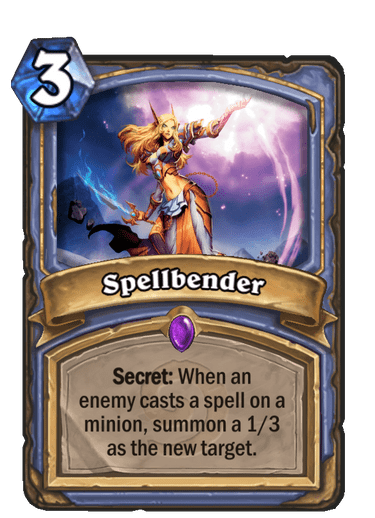 3
Spellbender
Secret: When an
enemy casts a spell on a
minion, summon a 1/3
as the new target.